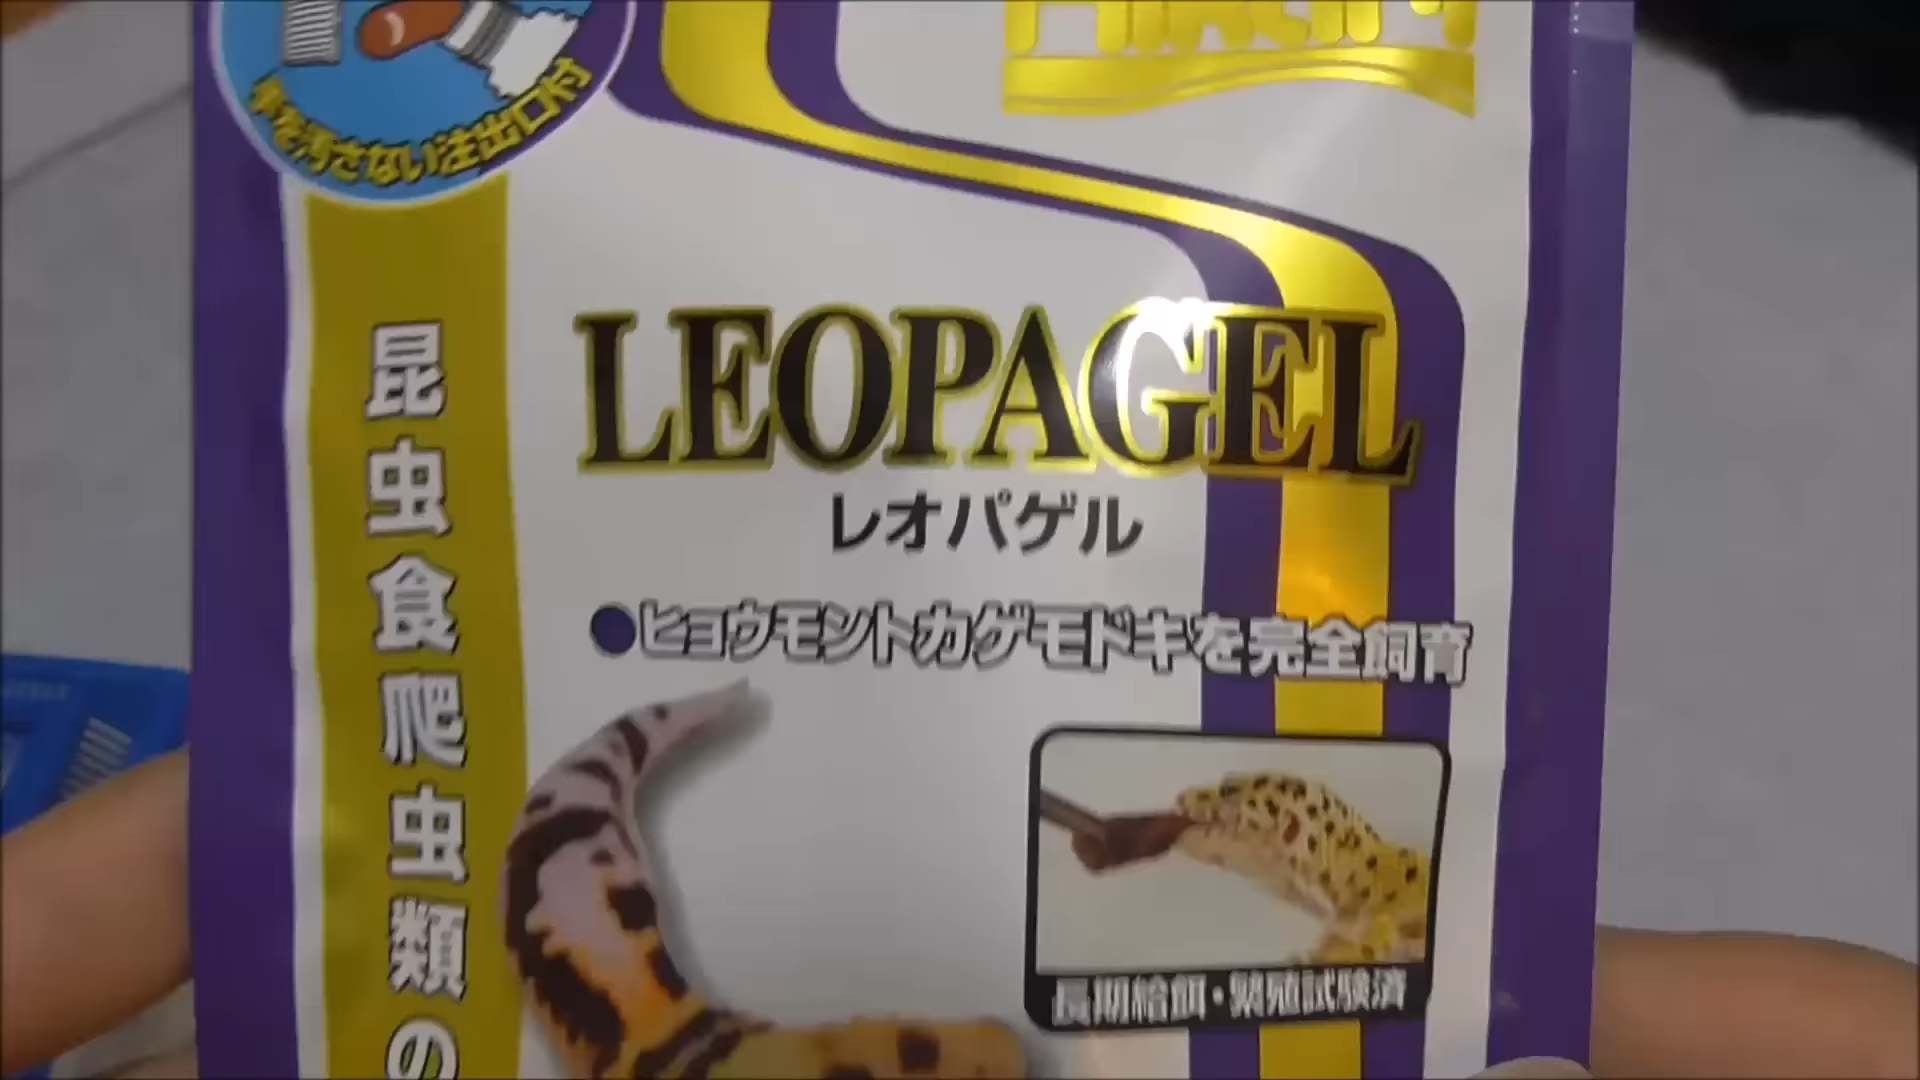 手を汚さない注出口付
LEOPAGEL
レオパゲル
●ヒョウモントカゲモドキを完全飼育
昆虫食爬虫類の
長期給餌・繁殖試験済